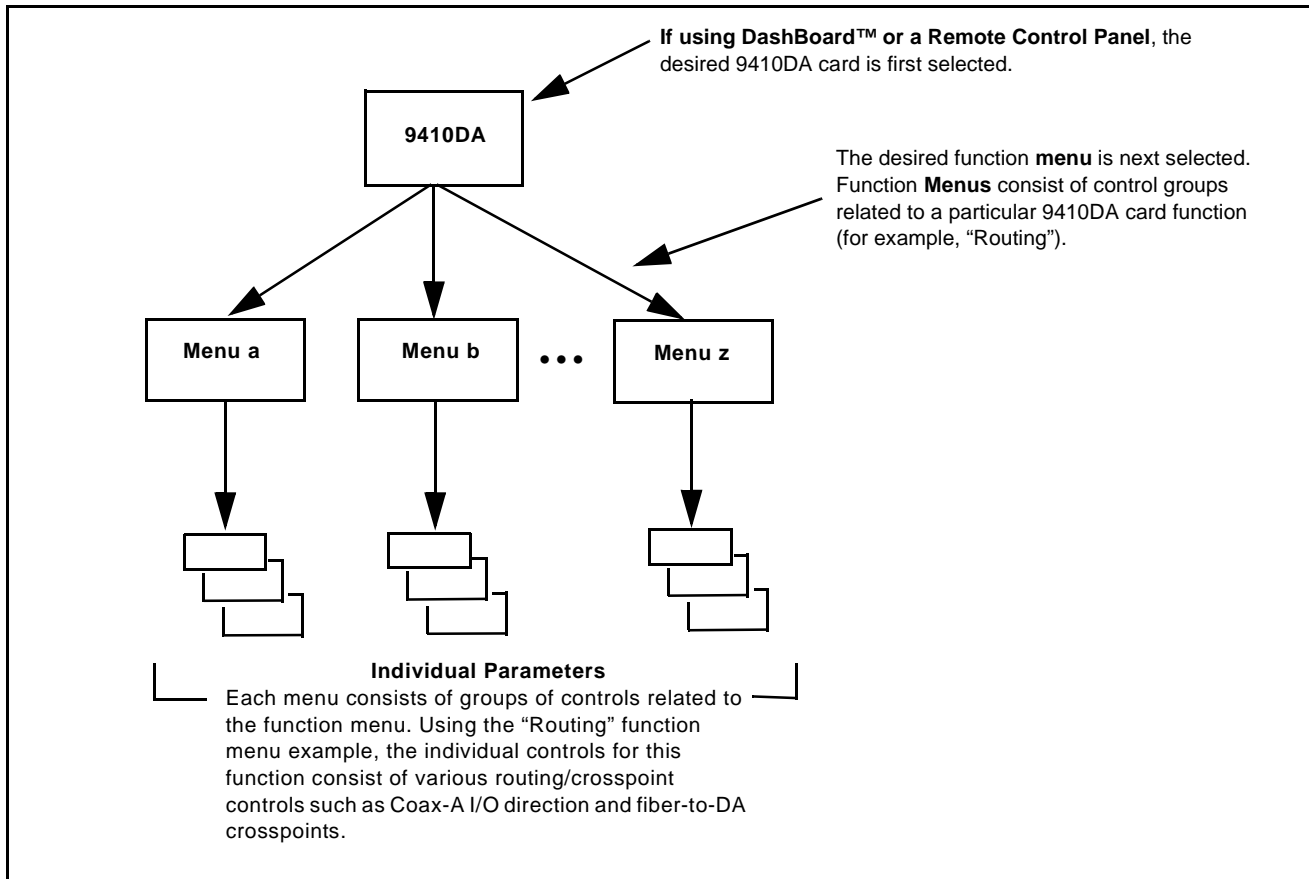 If using DashBoard™ or a Remote Control Panel, the
desired 9410DA card is first selected.
9410DA
The desired function menu is next selected.
Function Menus consist of control groups
related to a particular 9410DA card function
(for example, “Routing”).
Menu a
Menu b
•••
Menu z
Individual Parameters
Each menu consists of groups of controls related to
the function menu. Using the “Routing” function
menu example, the individual controls for this
function consist of various routing/crosspoint
controls such as Coax-A I/O direction and fiber-to-DA
crosspoints.